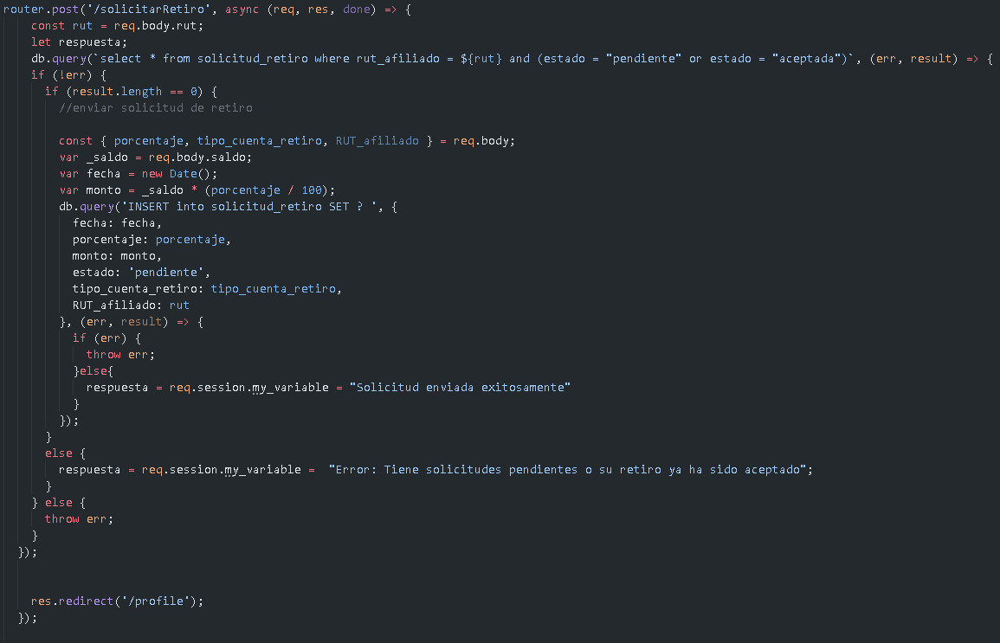 router.post('/solicitarRetiro', async (req, res, done) => {
const rut = req.body.rut;
let respuesta;
db.query(`select * from solicitud_retiro where rut_afiliado = ${rut} and (estado = "pendiente" or estado = "aceptada")`, (err, result) => {
if (!err) {
if (result.length == 0) {
//enviar solicitud de retiro
const { porcentaje, tipo_cuenta_retiro, RUT_afiliado } = req.body;
var _saldo = req.body.saldo;
var fecha = new Date();
var monto = _saldo * (porcentaje / 100);
db.query('INSERT into solicitud_retiro SET ? ', {
fecha: fecha,
porcentaje: porcentaje,
monto: monto,
estado: 'pendiente',
tipo_cuenta_retiro: tipo_cuenta_retiro,
RUT_afiliado: rut
}, (err, result) => {
if (err) {
throw err;
}else{
respuesta = req.session.my_variable = "Solicitud enviada exitosamente"
}
});
}
else {
respuesta = req.session.my_variable =  "Error: Tiene solicitudes pendientes o su retiro ya ha sido aceptado";
}
} else {
throw err;
}
});
res.redirect('/profile');
});